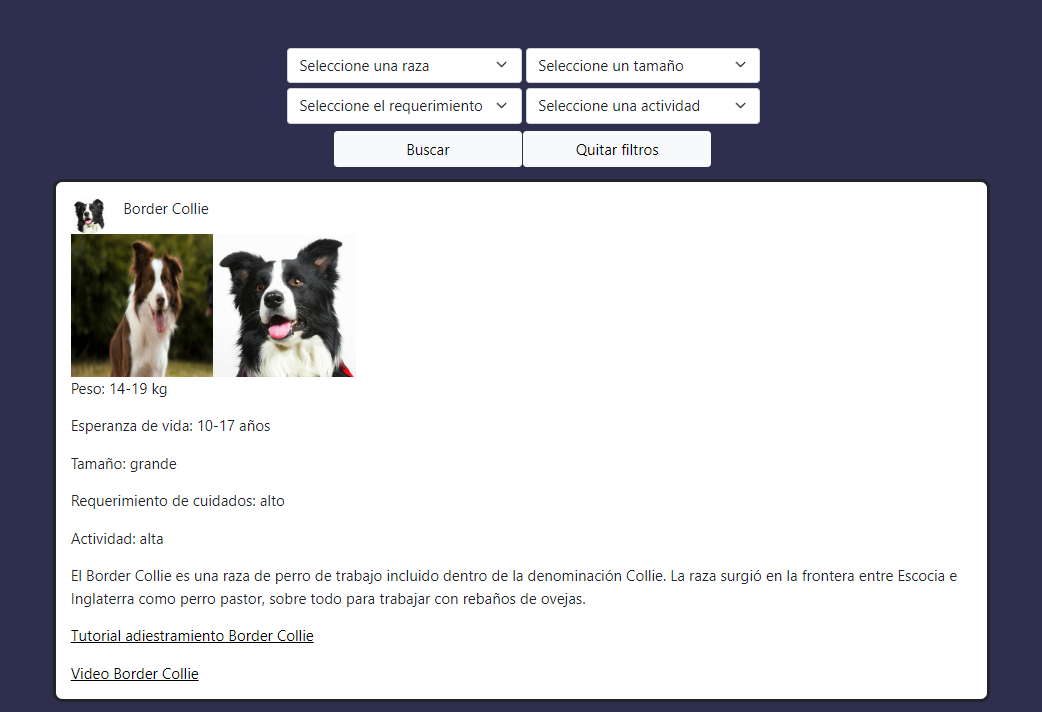 Seleccione una raza
Seleccione un tamaño
Seleccione el requerimiento
Seleccione una actividad
Buscar
Quitar filtros
Border Collie
Peso: 14-19 kg
Esperanza de vida: 10-17 años
Tamaño: grande
Requerimiento de cuidados: alto
Actividad: alta
El Border Collie es una raza de perro de trabajo incluido dentro de la denominación Collie. La raza surgió en la frontera entre Escocia e
Inglaterra como perro pastor, sobre todo para trabajar con rebaños de ovejas.
Tutorial adiestramiento Border Collie
Video Border Collie